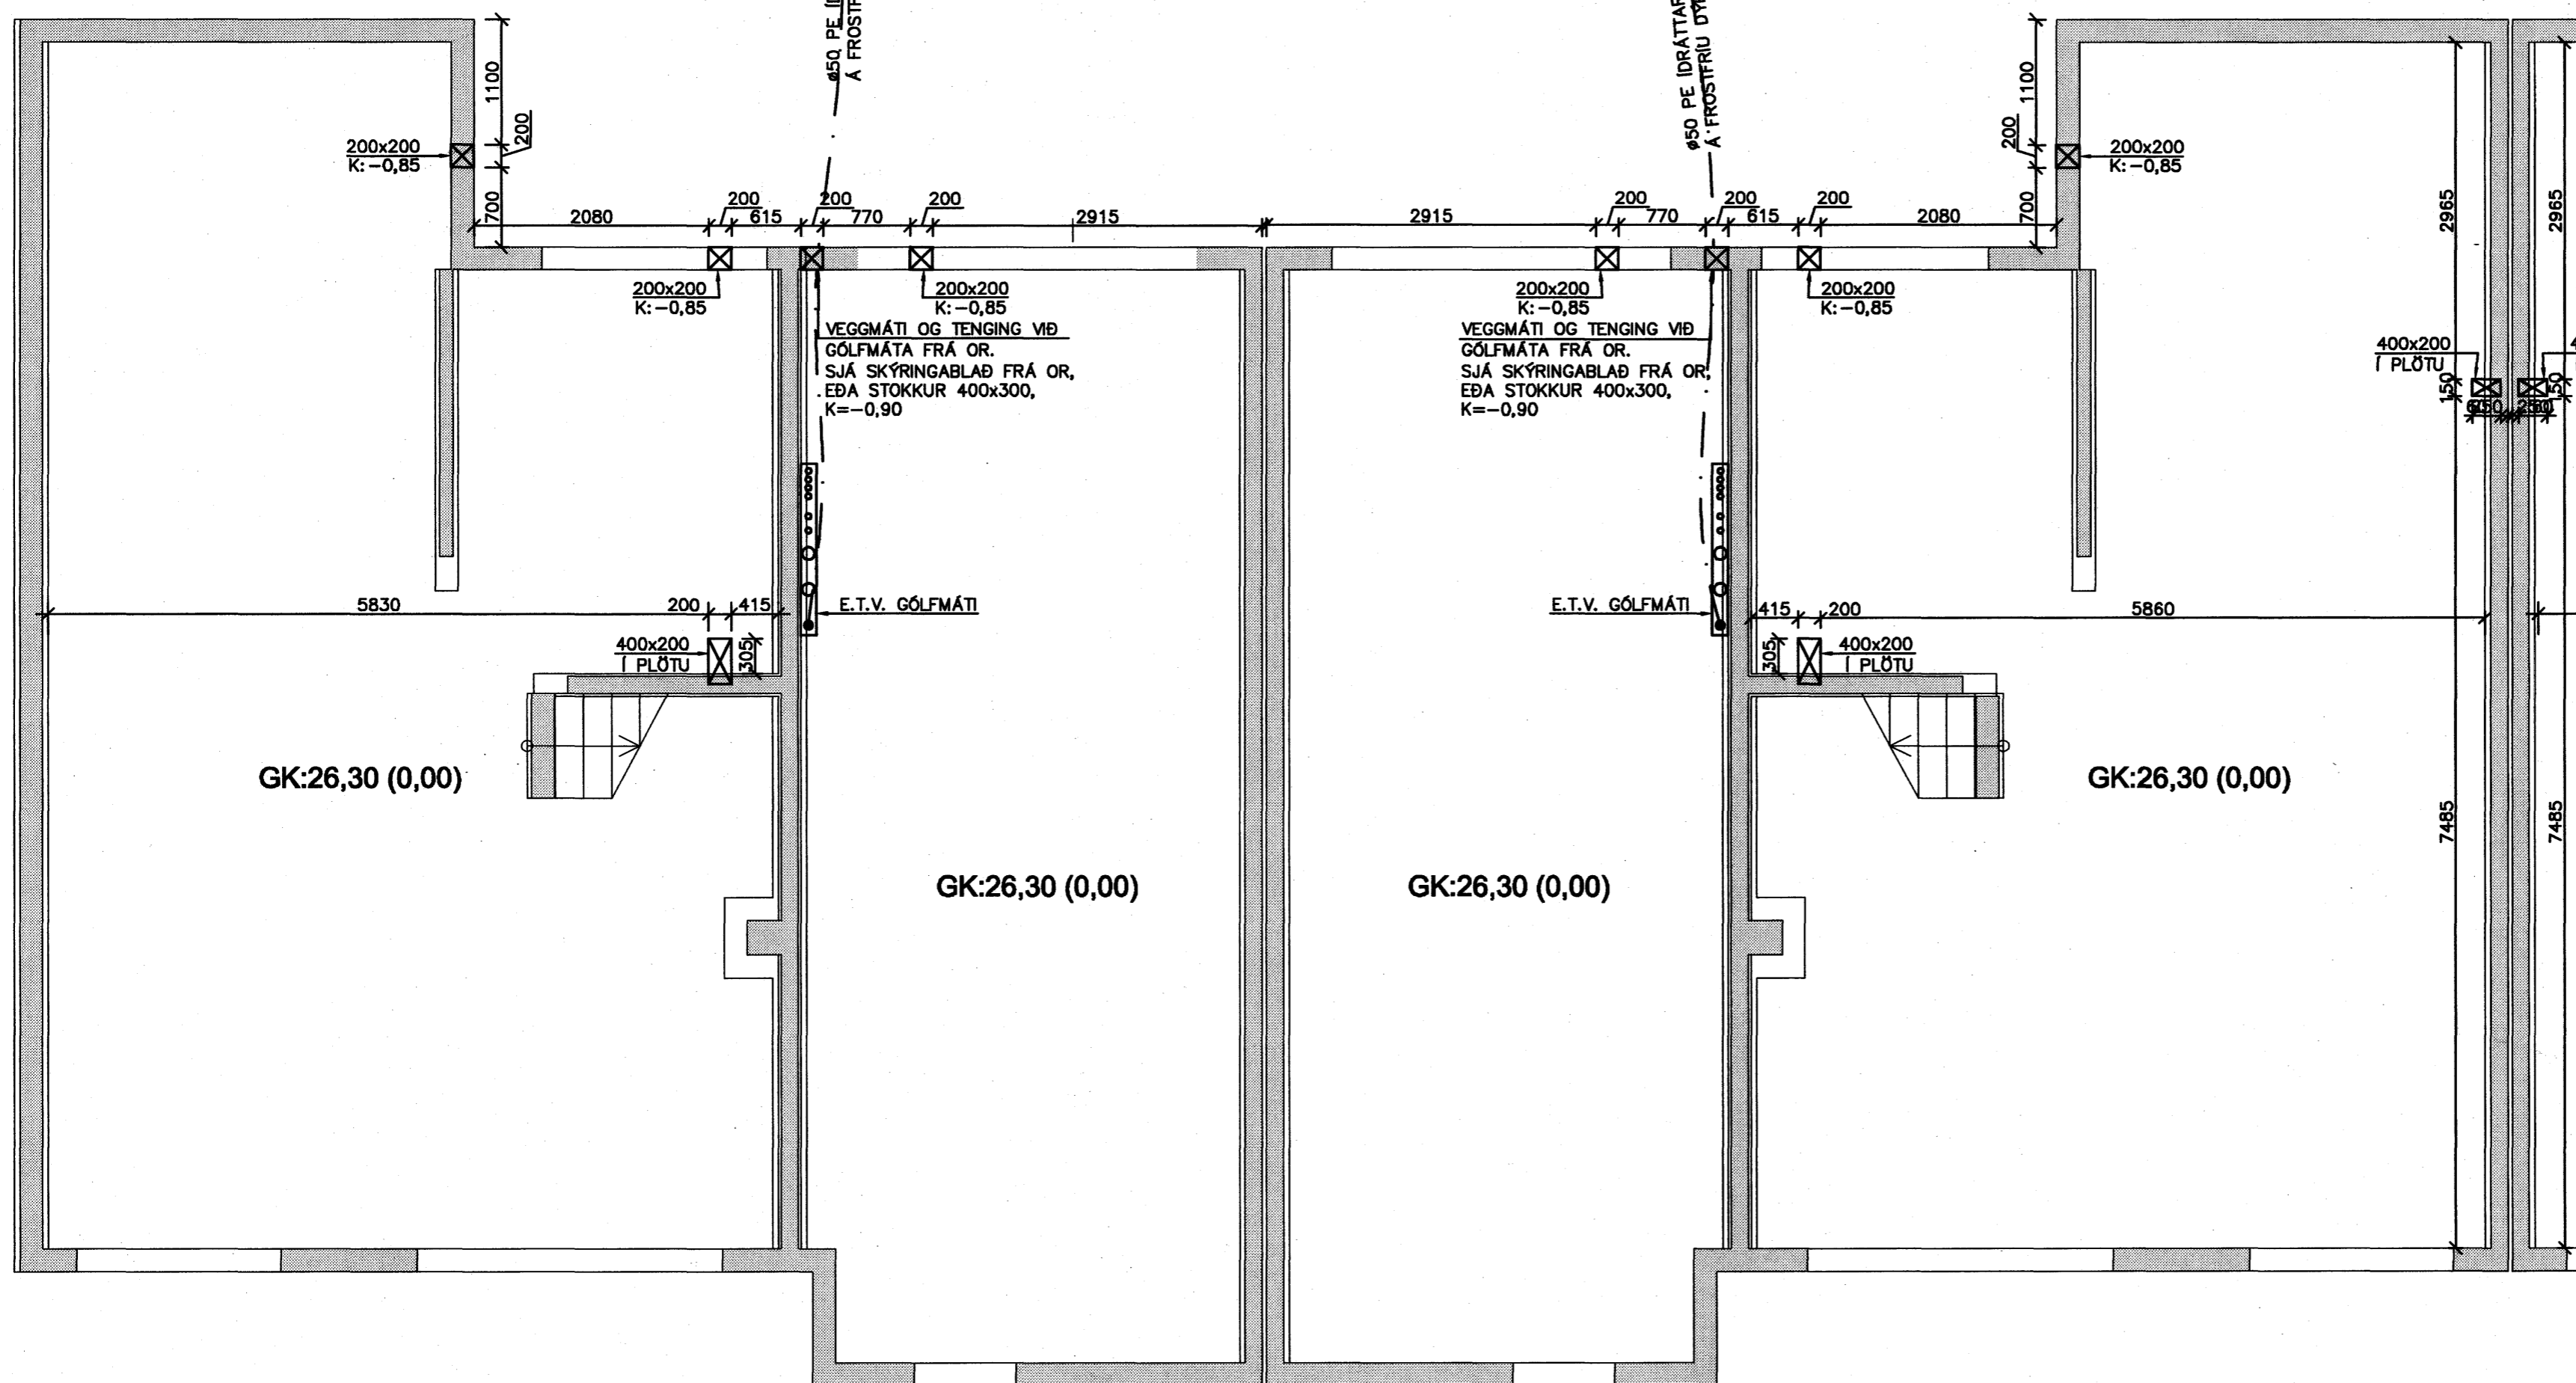 ø50 PE
Á
ø50 PE ÍDRÁTTAR
Á FROSTFRÍU
1100
200
700
200x200
K:-0,85
2080
200
615
200
770
200
2915
2915
200
770
200
615
200
2080
1100
200
700
200x200
K:-0,85
2965
2965
200x200
K:-0,85
200x200
K:-0,85
VEGGMÁTI OG TENGING VIÐ
GÓLFMÁTA FRÁ OR.
SJÁ SKÝRINGABLAÐ FRÁ OR,
EÐA STOKKUR 400x300,
K=-0,90
200x200
K:-0,85
200x200
K:-0,85
VEGGMÁTI OG TENGING VIÐ
GÓLFMÁTA FRÁ OR.
SJÁ SKÝRINGABLAÐ FRÁ OR,
EÐA STOKKUR 400x300,
K=-0,90
400x200
Í PLÖTU
150
150
5830
200
415
E.T.V. GÓLFMÁTI
400x200
Í PLÖTU
305
E.T.V. GÓLFMÁTI
415
200
5860
305
400x200
Í PLÖTU
GK:26,30 (0,00)
GK:26,30 (0,00)
GK:26,30 (0,00)
GK:26,30 (0,00)
7485
7485